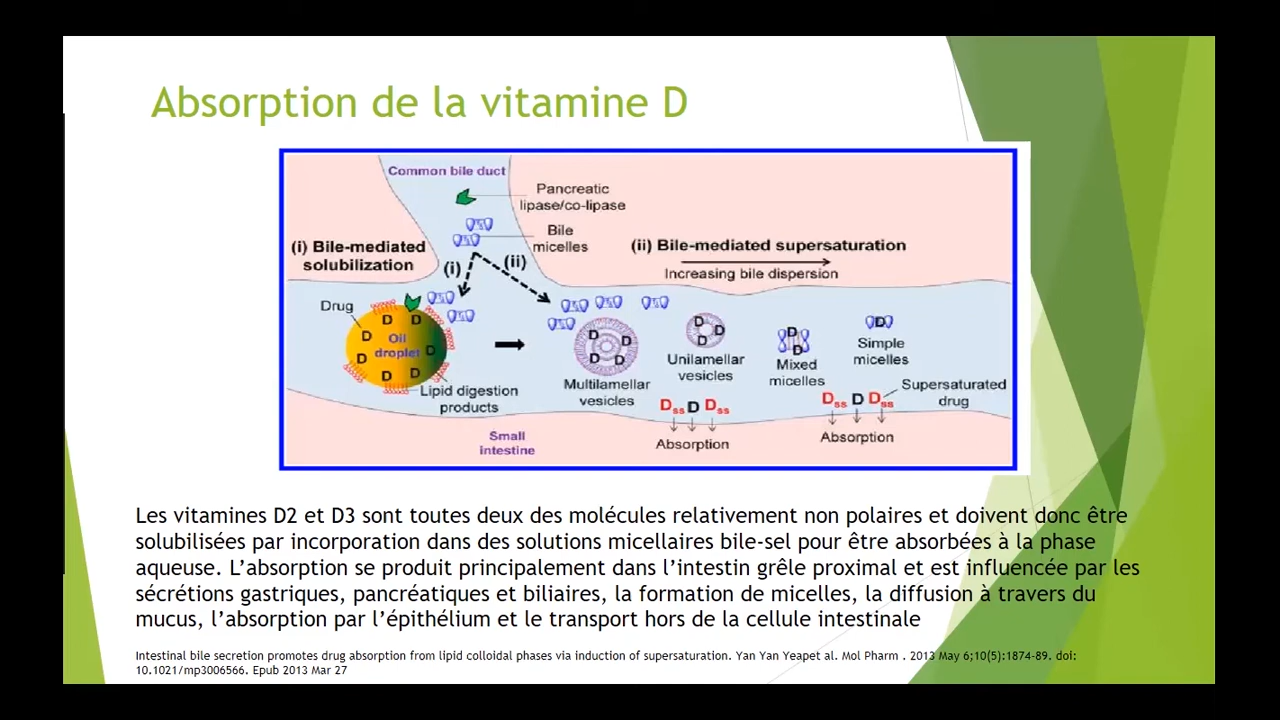 Absorption de la vitamine D
Common bile duct
Pancreatic
lipase/co-lipase
Bile
micelles
(i) Bile-mediated
solubilization
(ii) Bile-mediated supersaturation
Increasing bile dispersion
(i)
(ii)
Drug
D
D
D
D
D
D
D
Oil
droplet
Lipid digestion
products
D
D
D
D
Multilamellar
vesicles
D
D
D
Unilamellar
vesicles
D
D
Mixed
micelles
D
Simple
micelles
Dss D Dss
Absorption
Dss D Dss
Absorption
Supersaturated
drug
Small
intestine
Les vitamines D2 et D3 sont toutes deux des molécules relativement non polaires et doivent donc être
solubilisées par incorporation dans des solutions micellaires bile-sel pour être absorbées à la phase
aqueuse. L’absorption se produit principalement dans l’intestin grêle proximal et est influencée par les
sécrétions gastriques, pancréatiques et biliaires, la formation de micelles, la diffusion à travers du
mucus, l’absorption par l’épithélium et le transport hors de la cellule intestinale
Intestinal bile secretion promotes drug absorption from lipid colloidal phases via induction of supersaturation. Yan Yan Yeapet al. Mol Pharm . 2013 May 6;10(5):1874-89. doi:
10.1021/mp3006566. Epub 2013 Mar 27